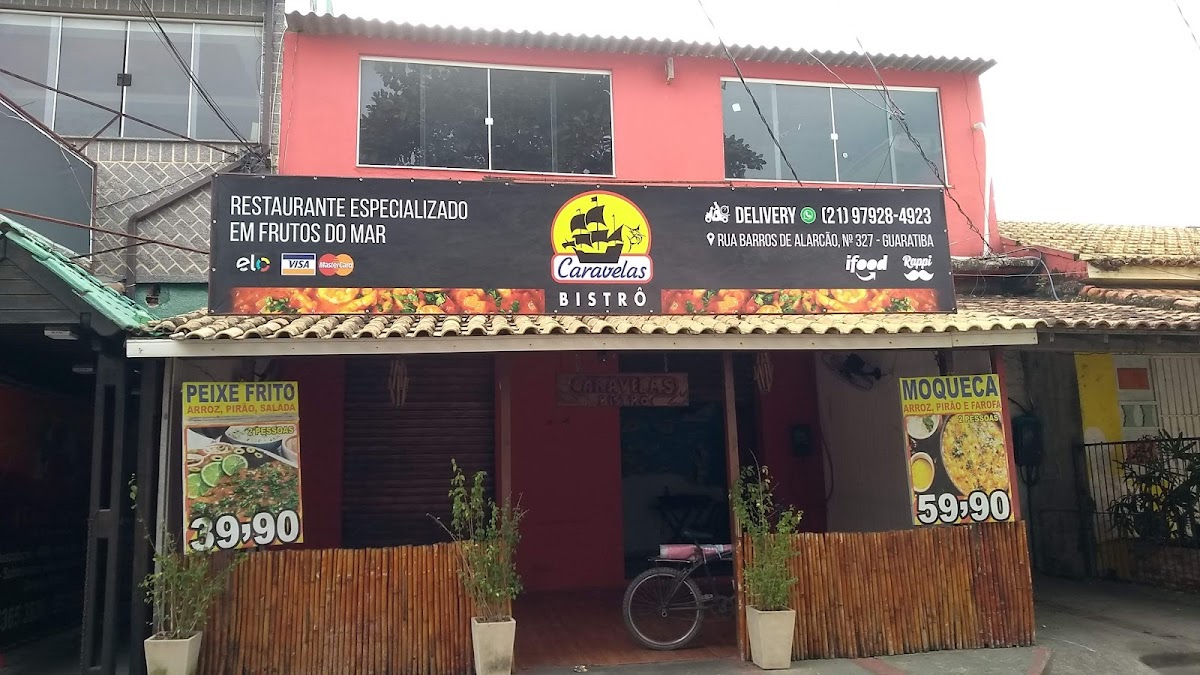 RESTAURANTE ESPECIALIZADO
EM FRUTOS DO MAR
elo VISA MasterCard
Caravelas
BISTRÔ
DELIVERY (21) 97928-4923
RUA BARROS DE ALARCÃO, Nº 327 - GUARATIBA
ifood Rappi
PEIXE FRITO
ARROZ, PIRÃO, SALADA
2 PESSOAS
39,90
CARAVELAS
MOQUECA
ARROZ, PIRÃO E FAROFA
2 PESSOAS
59,90